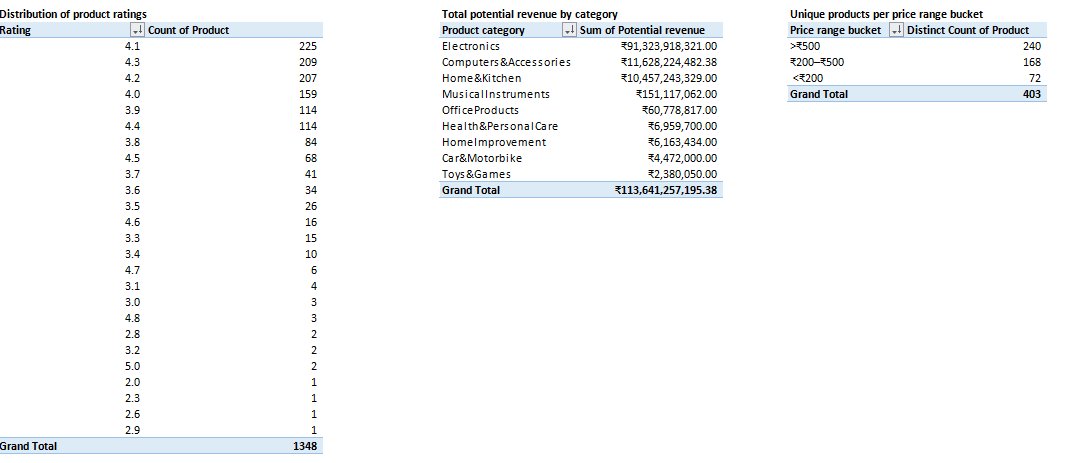 Distribution of product ratings
Rating Count of Product
4.1 225
4.3 209
4.2 207
4.0 159
3.9 114
4.4 114
3.8 84
4.5 68
3.7 41
3.6 34
3.5 26
4.6 16
3.3 15
3.4 10
4.7 6
3.1 4
3.0 3
4.8 3
2.8 2
3.2 2
5.0 2
2.0 1
2.3 1
2.6 1
2.9 1
Grand Total 1348
Total potential revenue by category
Product category Sum of Potential revenue
Electronics ₹91,323,918,321.00
Computers&Accessories ₹11,628,224,482.38
Home&Kitchen ₹10,457,243,329.00
MusicalInstruments ₹151,117,062.00
OfficeProducts ₹60,778,817.00
Health&PersonalCare ₹6,959,700.00
HomeImprovement ₹6,163,434.00
Car&Motorbike ₹4,472,000.00
Toys&Games ₹2,380,050.00
Grand Total ₹113,641,257,195.38
Unique products per price range bucket
Price range bucket Distinct Count of Product
>₹500 240
₹200–₹500 168
<₹200 72
Grand Total 403